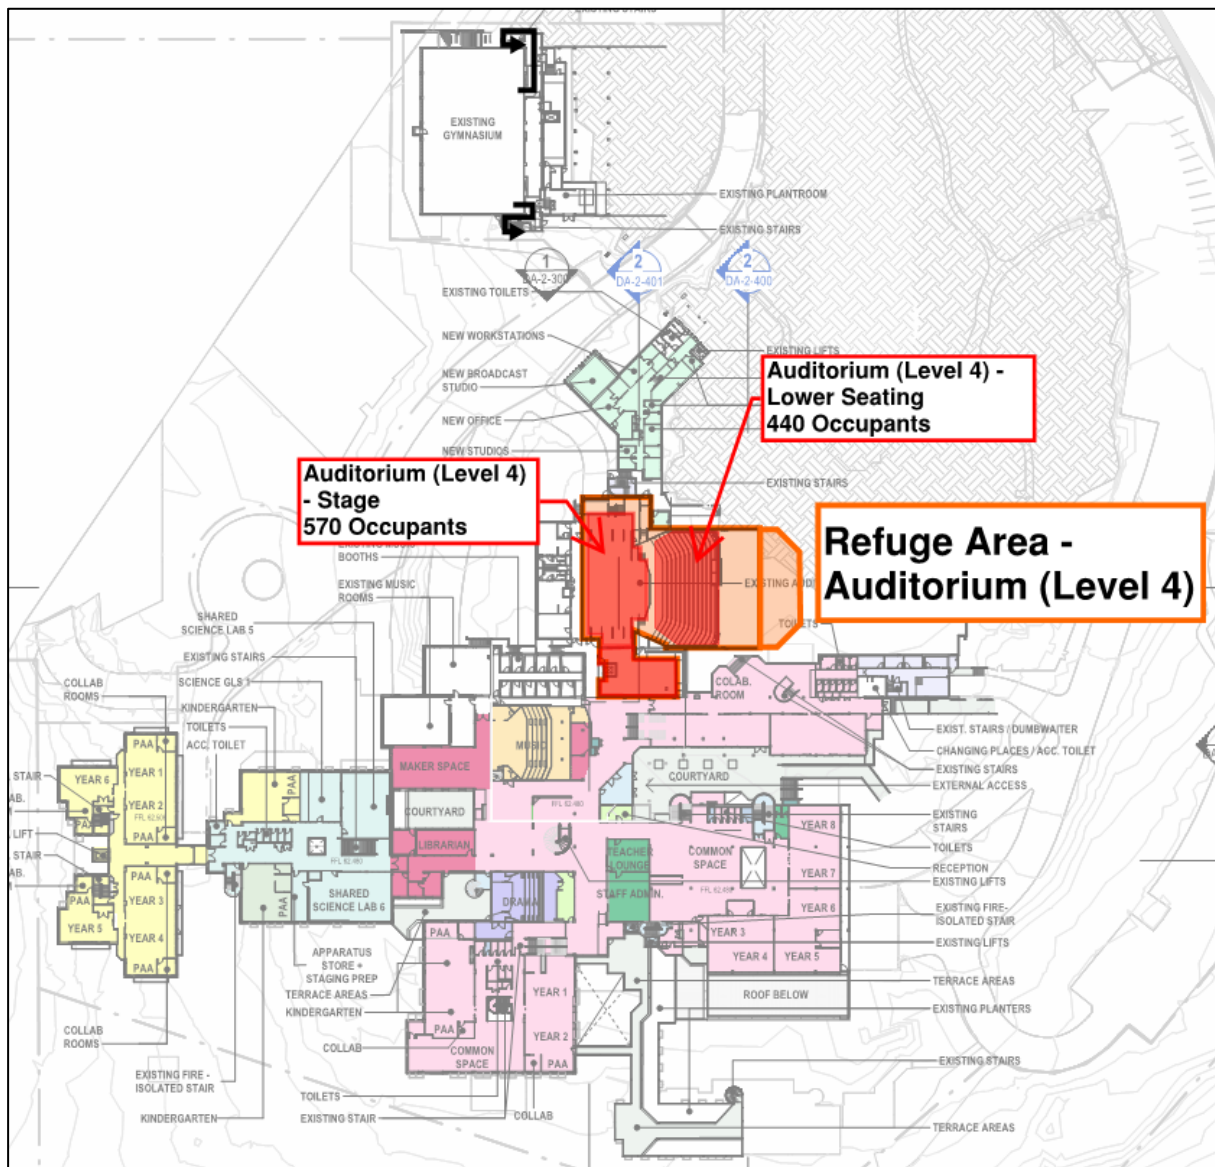 EXISTING STAIRS
EXISTING
GYMNASIUM
EXISTING PLANTROOM
EXISTING STAIRS
1
DA-2-300
2
DA-2-401
2
DA-2-400
EXISTING TOILETS
NEW WORKSTATIONS
EXISTING LIFTS
NEW BROADCAST
STUDIO
Auditorium (Level 4) -
Lower Seating
440 Occupants
NEW OFFICE
NEW STUDIOS
Auditorium (Level 4)
- Stage
570 Occupants
EXISTING STAIRS
Refuge Area -
Auditorium (Level 4)
BOOTHS
EXISTING MUSIC
ROOMS
TOILETS
SHARED
SCIENCE LAB 5
EXISTING STAIRS
SCIENCE GLS 1
COLLAB
ROOMS
KINDERGARTEN
TOILETS
ACC. TOILET
COLAB.
ROOM
EXIST. STAIRS / DUMBWAITER
CHANGING PLACES / ACC. TOILET
EXISTING STAIRS
EXTERNAL ACCESS
PAA
YEAR 1
YEAR 6
PAA
YEAR 2
PAA
PAA
PAA
MAKER SPACE
MUSIC
COURTYARD
COURTYARD
STAIR
LIFT
STAIR
FFL 62.480
LIBRARIAN
TEACHER
LOUNGE
STAFF ADMIN.
COMMON
SPACE
YEAR 8
YEAR 7
YEAR 6
EXISTING
STAIRS
TOILETS
RECEPTION
EXISTING LIFTS
EXISTING FIRE-
ISOLATED STAIR
EXISTING LIFTS
PAA
YEAR 3
PAA
YEAR 5
YEAR 4
PAA
PAA
SHARED
SCIENCE LAB 6
DRAMA
PAA
YEAR 3
YEAR 4
YEAR 5
APPARATUS
STORE +
STAGING PREP
TERRACE AREAS
KINDERGARTEN
YEAR 1
YEAR 2
PAA
PAA
COLLAB
COMMON
SPACE
ROOF BELOW
TERRACE AREAS
EXISTING PLANTERS
COLLAB
ROOMS
EXISTING FIRE -
ISOLATED STAIR
KINDERGARTEN
TOILETS
EXISTING STAIR
COLLAB
EXISTING STAIRS
TERRACE AREAS